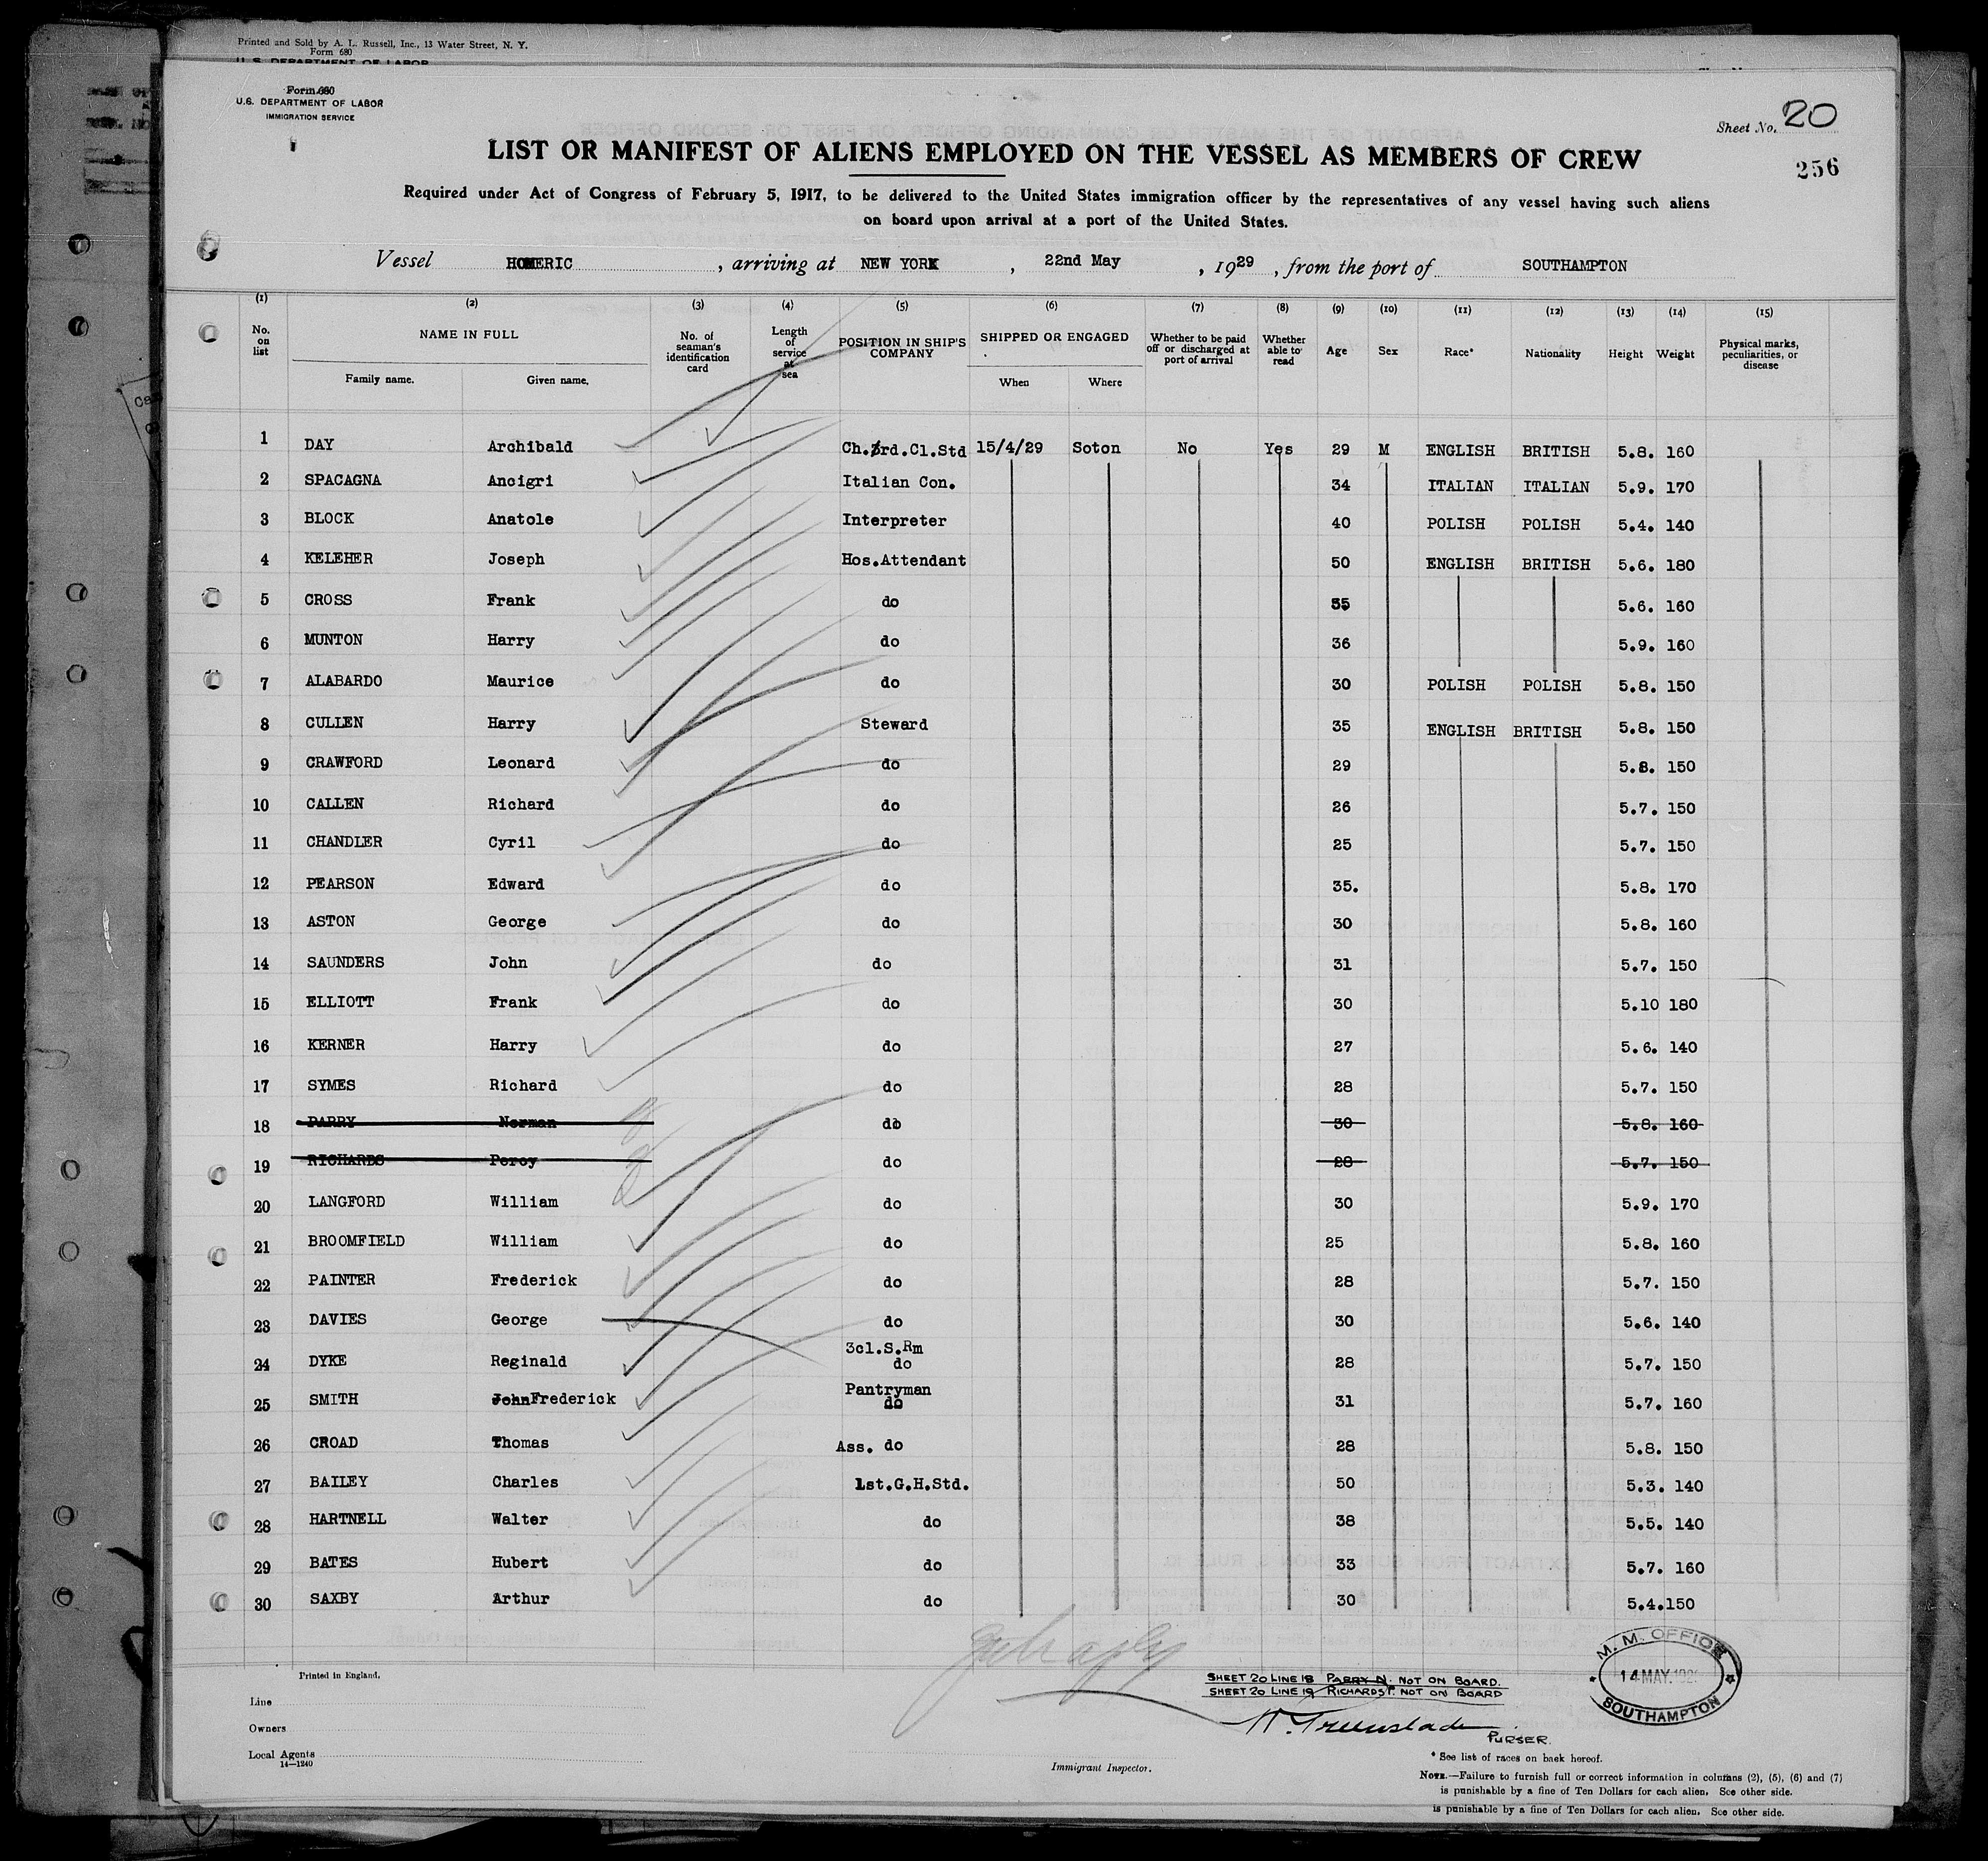 Printed and Sold by A. L. Russell, Inc., 13 Water Street, N. Y.
Form 680
U. S. DEPARTMENT OF LABOR
Form 680
U.S. DEPARTMENT OF LABOR
IMMIGRATION SERVICE
Sheet No. 20
256
LIST OR MANIFEST OF ALIENS EMPLOYED ON THE VESSEL AS MEMBERS OF CREW
Required under Act of Congress of February 5, 1917, to be delivered to the United States immigration officer by the representatives of any vessel having such aliens
on board upon arrival at a port of the United States.
Vessel HOMERIC , arriving at NEW YORK , 22nd May , 1929 , from the port of SOUTHAMPTON
(1) (2) (3) (4) (5) (6) (7) (8) (9) (10) (11) (12) (13) (14) (15)
No. on list NAME IN FULL Family name. Given name. No. of seaman's identification card Length of service at sea POSITION IN SHIP'S COMPANY SHIPPED OR ENGAGED When Where Whether to be paid off or discharged at port of arrival Whether able to read Age Sex Race* Nationality Height Weight Physical marks, peculiarities, or disease
1 DAY Archibald Ch.3rd.Cl.Std 15/4/29 Soton No Yes 29 M ENGLISH BRITISH 5.8. 160
2 SPACAGNA Ancigri Italian Con. 34 ITALIAN ITALIAN 5.9. 170
3 BLOCK Anatole Interpreter 40 POLISH POLISH 5.4. 140
4 KELEHER Joseph Hos.Attendant 50 ENGLISH BRITISH 5.6. 180
5 CROSS Frank do 35 5.6. 160
6 MUNTON Harry do 36 5.9. 160
7 ALABARDO Maurice do 30 POLISH POLISH 5.8. 150
8 CULLEN Harry Steward 35 ENGLISH BRITISH 5.8. 150
9 CRAWFORD Leonard do 29 5.8. 150
10 CALLEN Richard do 26 5.7. 150
11 CHANDLER Cyril do 25 5.7. 150
12 PEARSON Edward do 35. 5.8. 170
13 ASTON George do 30 5.8. 160
14 SAUNDERS John do 31 5.7. 150
15 ELLIOTT Frank do 30 5.10 180
16 KERNER Harry do 27 5.6. 140
17 SYMES Richard do 28 5.7. 150
18 PARRY Norman do 30 5.8. 160
19 RICHARDS Percy do 28 5.7. 150
20 LANGFORD William do 30 5.9. 170
21 BROOMFIELD William do 25 5.8. 160
22 PAINTER Frederick do 28 5.7. 150
23 DAVIES George do 30 5.6. 140
24 DYKE Reginald 3cl.S.Rm do 28 5.7. 150
25 SMITH John Frederick Pantryman do 31 5.7. 160
26 CROAD Thomas Ass. do 28 5.8. 150
27 BAILEY Charles 1st.G.H.Std. 50 5.3. 140
28 HARTNELL Walter do 38 5.5. 140
29 BATES Hubert do 33 5.7. 160
30 SAXBY Arthur do 30 5.4.150
Printed in England.
Line
Owners
Local Agents
14—1240
SHEET 20 LINE 18 PARRY N. NOT ON BOARD.
SHEET 20 LINE 19 RICHARDS P. NOT ON BOARD
PURSER.
M. M. OFFICE
14 MAY 192
SOUTHAMPTON
Immigrant Inspector.
* See list of races on back hereof.
NOTE.—Failure to furnish full or correct information in columns (2), (5), (6) and (7)
is punishable by a fine of Ten Dollars for each alien. See other side.
is punishable by a fine of Ten Dollars for each alien. See other side.